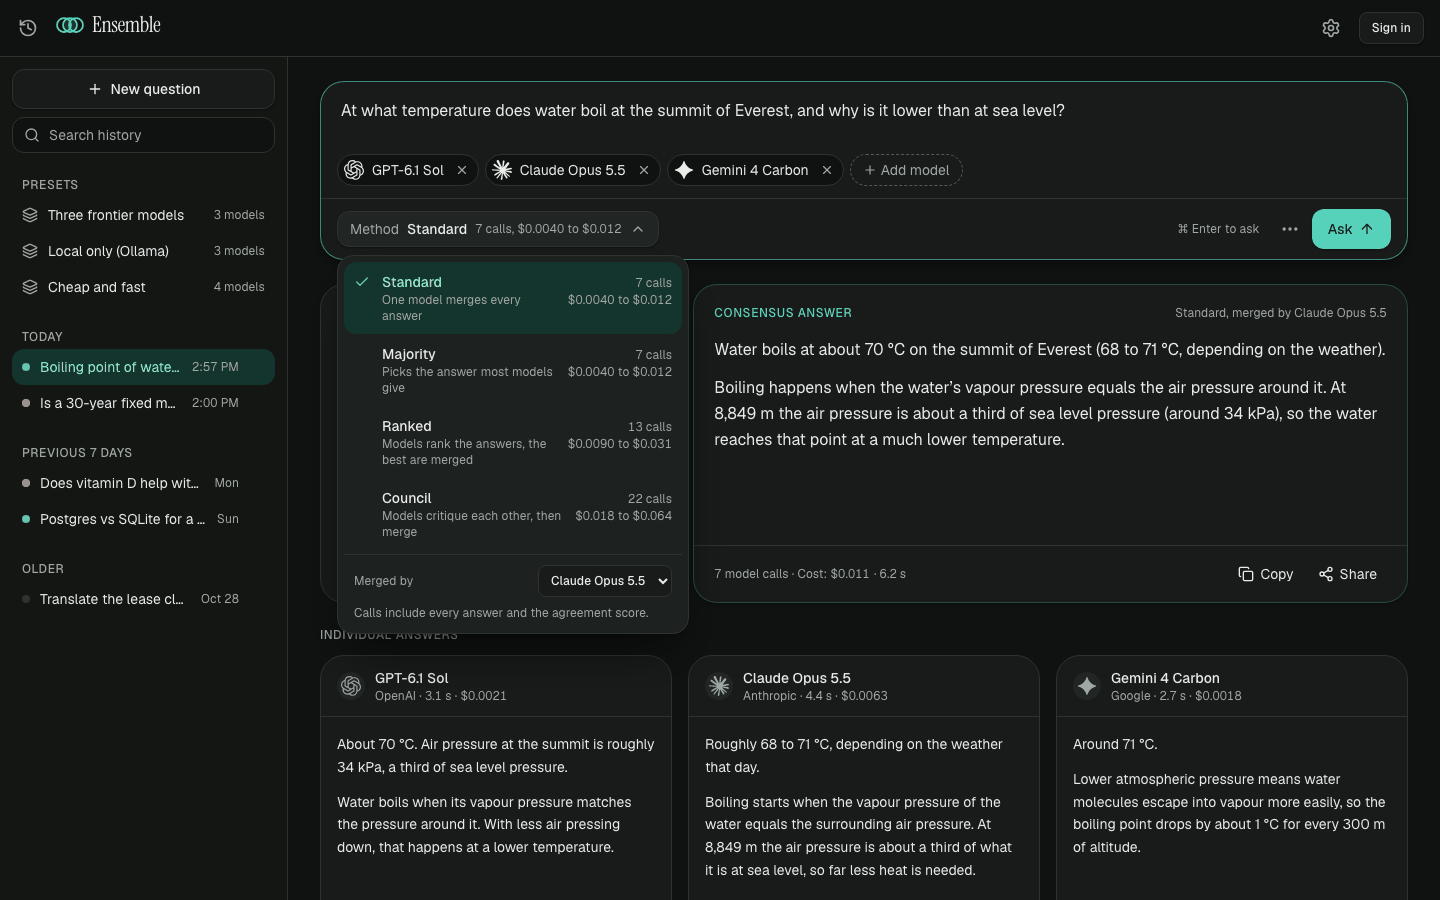 Ensemble
Sign in
New question
Search history
PRESETS
Three frontier models 3 models
Local only (Ollama) 3 models
Cheap and fast 4 models
TODAY
Boiling point of wate... 2:57 PM
Is a 30-year fixed m... 2:00 PM
PREVIOUS 7 DAYS
Does vitamin D help wit... Mon
Postgres vs SQLite for a ... Sun
OLDER
Translate the lease cl... Oct 28
At what temperature does water boil at the summit of Everest, and why is it lower than at sea level?
GPT-6.1 Sol
Claude Opus 5.5
Gemini 4 Carbon
Add model
Method Standard 7 calls, $0.0040 to $0.012
⌘ Enter to ask
Ask
Standard 7 calls
One model merges every $0.0040 to $0.012
answer
Majority 7 calls
Picks the answer most models $0.0040 to $0.012
give
Ranked 13 calls
Models rank the answers, the $0.0090 to $0.031
best are merged
Council 22 calls
Models critique each other, then $0.018 to $0.064
merge
Merged by Claude Opus 5.5
Calls include every answer and the agreement score.
CONSENSUS ANSWER
Standard, merged by Claude Opus 5.5
Water boils at about 70 °C on the summit of Everest (68 to 71 °C, depending on the weather).
Boiling happens when the water’s vapour pressure equals the air pressure around it. At
8,849 m the air pressure is about a third of sea level pressure (around 34 kPa), so the water
reaches that point at a much lower temperature.
7 model calls · Cost: $0.011 · 6.2 s
Copy
Share
INDIVIDUAL ANSWERS
GPT-6.1 Sol
OpenAI · 3.1 s · $0.0021
About 70 °C. Air pressure at the summit is roughly
34 kPa, a third of sea level pressure.
Water boils when its vapour pressure matches
the pressure around it. With less air pressing
down, that happens at a lower temperature.
Claude Opus 5.5
Anthropic · 4.4 s · $0.0063
Roughly 68 to 71 °C, depending on the weather
that day.
Boiling starts when the vapour pressure of the
water equals the surrounding air pressure. At
8,849 m the air pressure is about a third of what
it is at sea level, so far less heat is needed.
Gemini 4 Carbon
Google · 2.7 s · $0.0018
Around 71 °C.
Lower atmospheric pressure means water
molecules escape into vapour more easily, so the
boiling point drops by about 1 °C for every 300 m
of altitude.